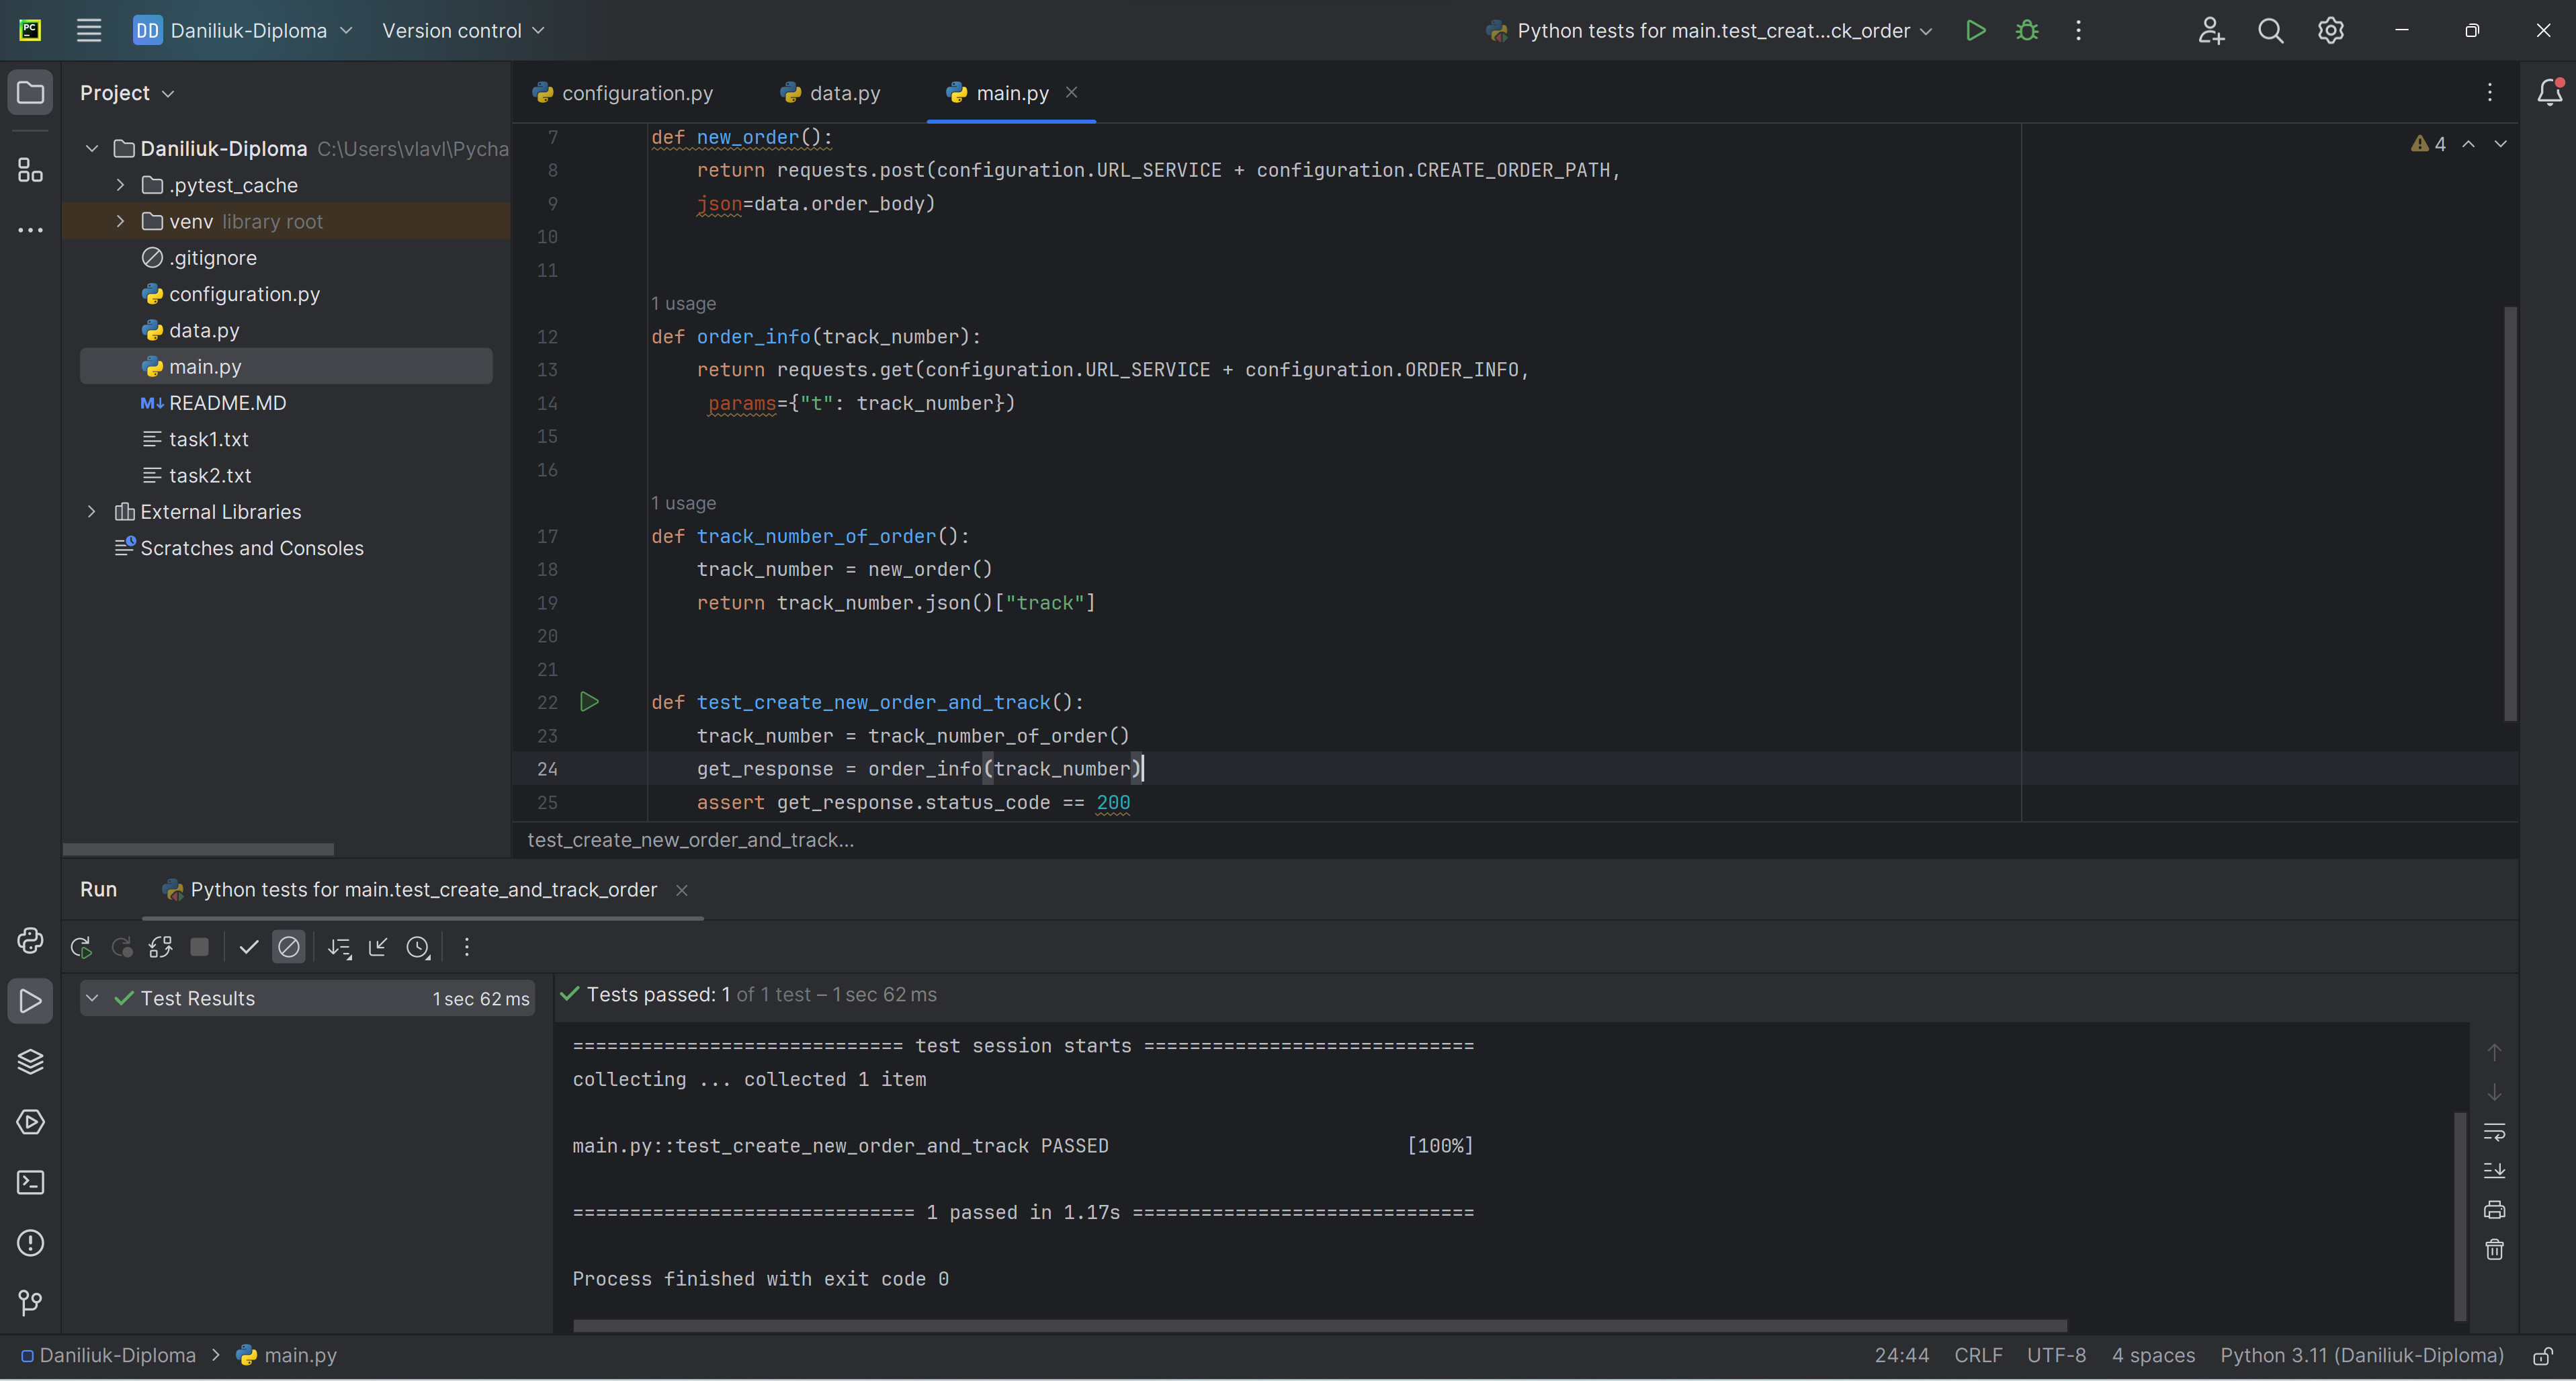 PC
DD Daniliuk-Diploma
Version control
Python tests for main.test_creat...ck_order
Project
configuration.py
data.py
main.py
Daniliuk-Diploma C:\Users\vlavl\Pycha
.pytest_cache
venv library root
.gitignore
configuration.py
data.py
main.py
M↓ README.MD
task1.txt
task2.txt
External Libraries
Scratches and Consoles
4
7 def new_order():
8 return requests.post(configuration.URL_SERVICE + configuration.CREATE_ORDER_PATH,
9 json=data.order_body)
10
11
1 usage
12 def order_info(track_number):
13 return requests.get(configuration.URL_SERVICE + configuration.ORDER_INFO,
14 params={"t": track_number})
15
16
1 usage
17 def track_number_of_order():
18 track_number = new_order()
19 return track_number.json()["track"]
20
21
22 def test_create_new_order_and_track():
23 track_number = track_number_of_order()
24 get_response = order_info(track_number)
25 assert get_response.status_code == 200
test_create_new_order_and_track...
Run
Python tests for main.test_create_and_track_order
Test Results 1 sec 62 ms
Tests passed: 1 of 1 test – 1 sec 62 ms
============================= test session starts =============================
collecting ... collected 1 item
main.py::test_create_new_order_and_track PASSED [100%]
============================== 1 passed in 1.17s ==============================
Process finished with exit code 0
Daniliuk-Diploma > main.py
24:44 CRLF UTF-8 4 spaces Python 3.11 (Daniliuk-Diploma)